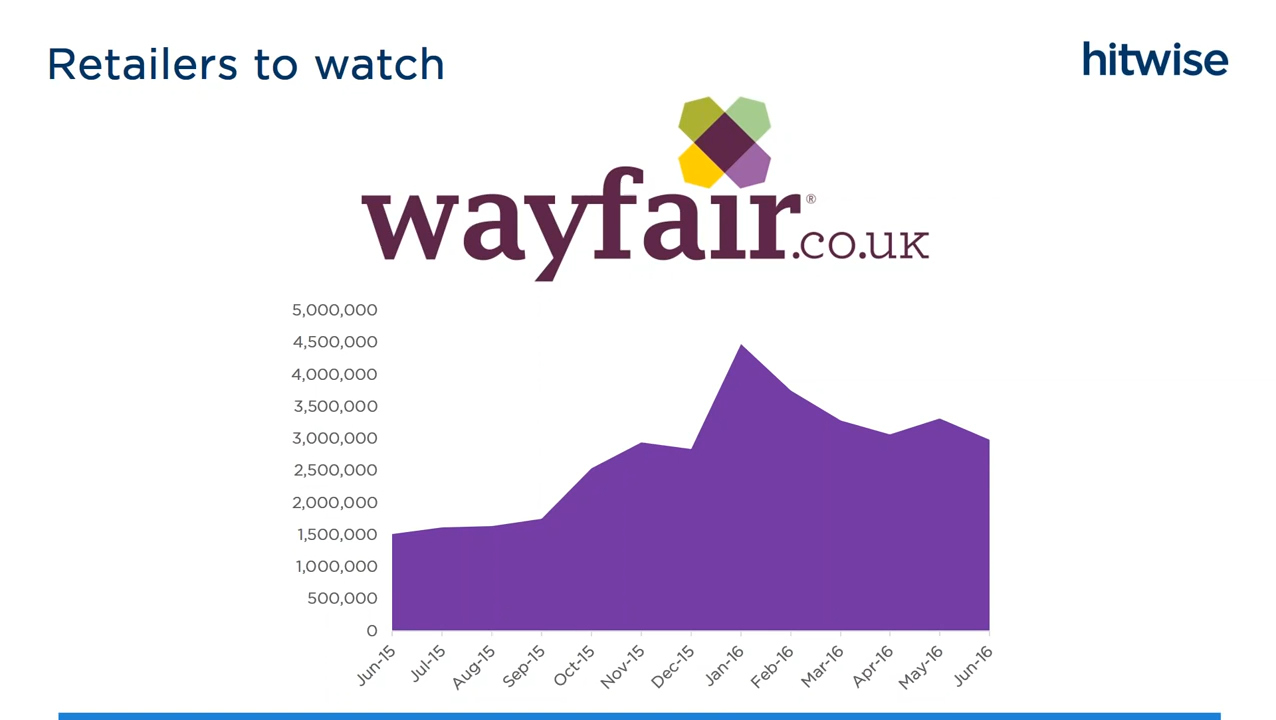 Retailers to watch
hitwise
wayfair®.co.uk
5,000,000
4,500,000
4,000,000
3,500,000
3,000,000
2,500,000
2,000,000
1,500,000
1,000,000
500,000
0
Jun-15
Jul-15
Aug-15
Sep-15
Oct-15
Nov-15
Dec-15
Jan-16
Feb-16
Mar-16
Apr-16
May-16
Jun-16